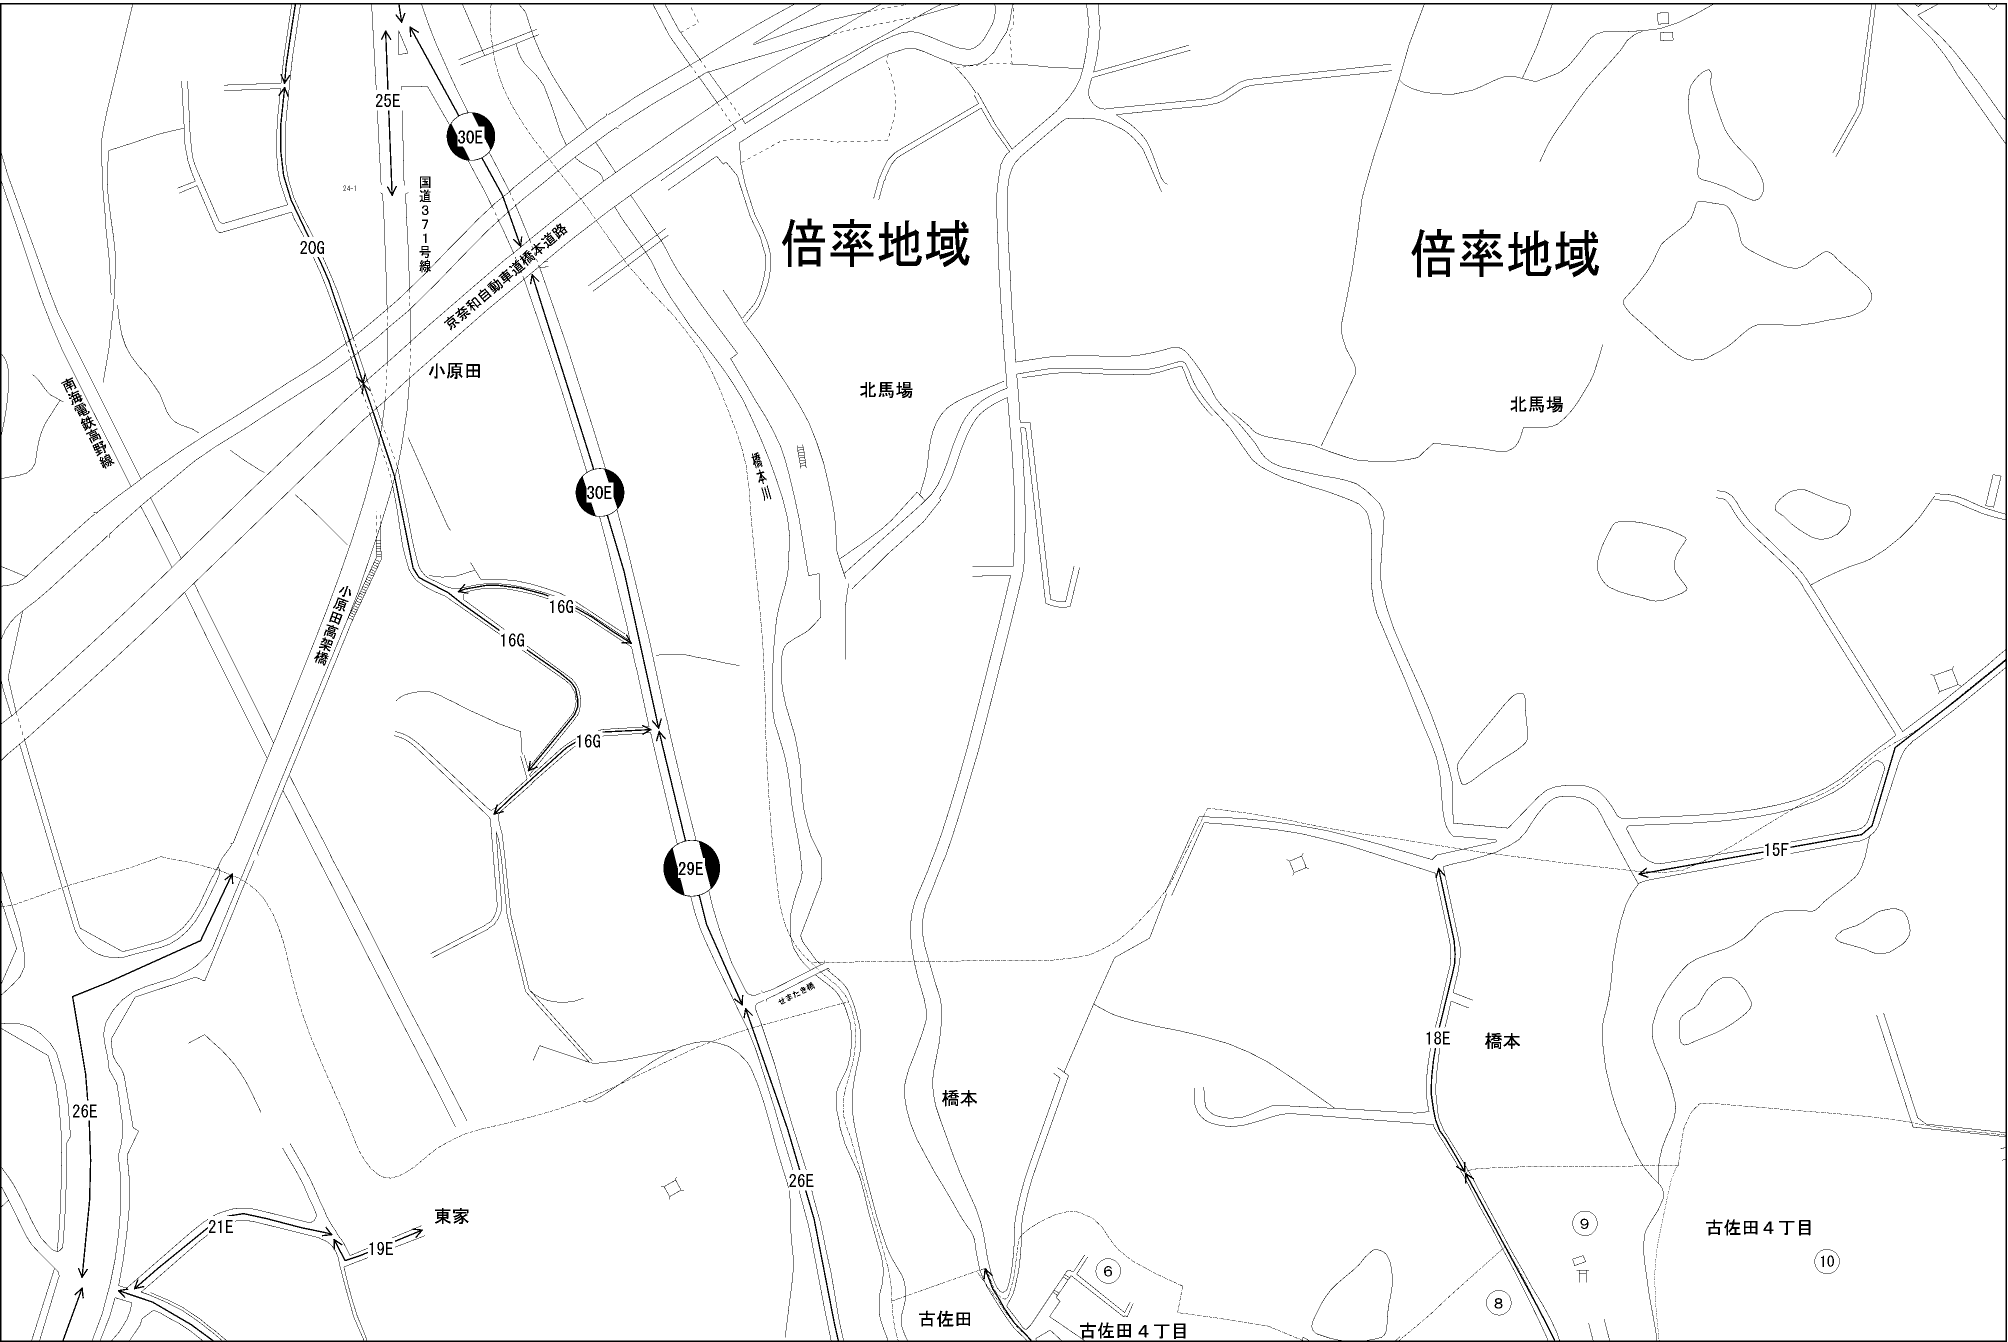 25E
30E
24-1
国道371号線
20G
京奈和自動車道橋本道路
倍率地域
倍率地域
小原田
北馬場
北馬場
南海電鉄高野線
橋本川
30E
小原田高架橋
16G
16G
16G
29E
15F
せまたき橋
18E
橋本
橋本
26E
26E
21E
19E
東家
⑨
古佐田4丁目
⑩
⑥
⑧
古佐田
古佐田4丁目